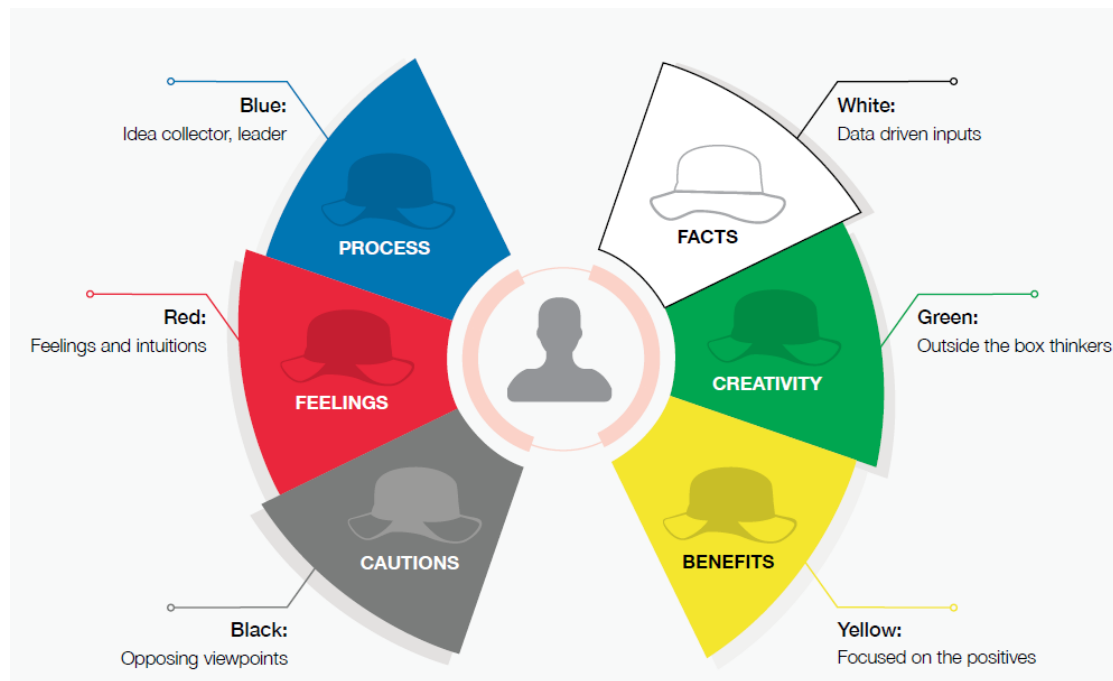 Blue:
Idea collector, leader
PROCESS
Red:
Feelings and intuitions
FEELINGS
Black:
Opposing viewpoints
CAUTIONS
White:
Data driven inputs
FACTS
Green:
Outside the box thinkers
CREATIVITY
Yellow:
Focused on the positives
BENEFITS